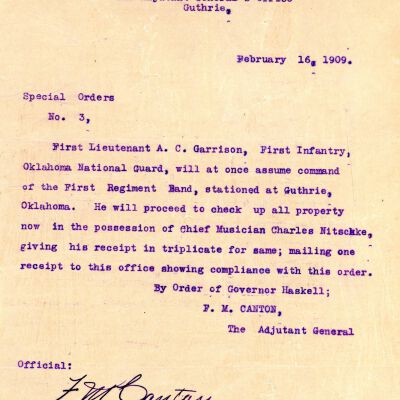 Guthrie,
February 16, 1909.
Special Orders
No. 3,
First Lieutenant A. C. Garrison, First Infantry,
Oklahoma National Guard, will at once assume command
of the First Regiment Band, stationed at Guthrie,
Oklahoma. He will proceed to check up all property
now in the possession of Chief Musician Charles Nitschke,
giving his receipt in triplicate for same; mailing one
receipt to this office showing compliance with this order.
By Order of Governor Haskell;
F. M. CANTON,
The Adjutant General
Official:
F M Canton